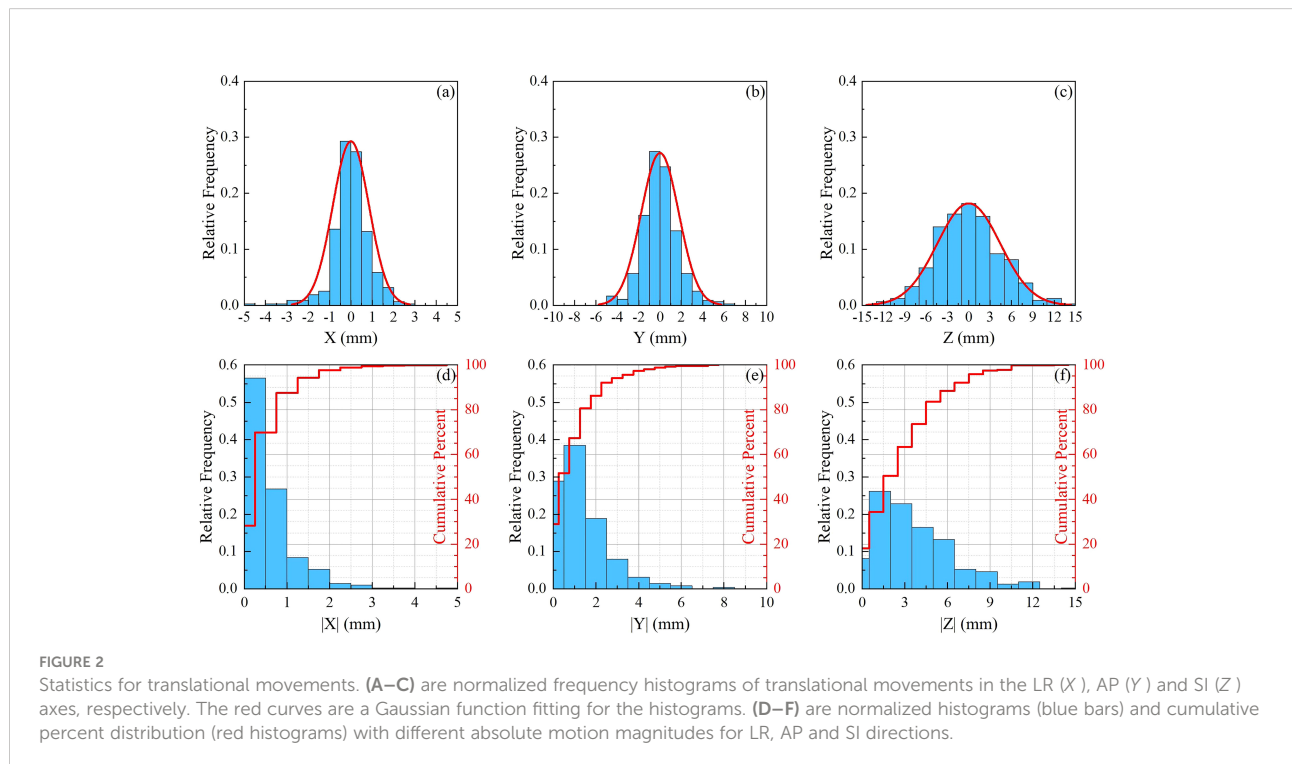 0.4
0.3
0.2
0.1
0.0
Relative Frequency
(a)
-5 -4 -3 -2 -1 0 1 2 3 4 5
X (mm)
0.4
0.3
0.2
0.1
0.0
Relative Frequency
(b)
-10 -8 -6 -4 -2 0 2 4 6 8 10
Y (mm)
0.4
0.3
0.2
0.1
0.0
Relative Frequency
(c)
-15 -12 -9 -6 -3 0 3 6 9 12 15
Z (mm)
0.6
0.5
0.4
0.3
0.2
0.1
0.0
Relative Frequency
(d)
100
80
60
40
20
0
Cumulative Percent
0 1 2 3 4 5
|X| (mm)
0.6
0.5
0.4
0.3
0.2
0.1
0.0
Relative Frequency
(e)
100
80
60
40
20
0
Cumulative Percent
0 2 4 6 8 10
|Y| (mm)
0.6
0.5
0.4
0.3
0.2
0.1
0.0
Relative Frequency
(f)
100
80
60
40
20
0
Cumulative Percent
0 3 6 9 12 15
|Z| (mm)
FIGURE 2
Statistics for translational movements. (A–C) are normalized frequency histograms of translational movements in the LR (X ), AP (Y ) and SI (Z )
axes, respectively. The red curves are a Gaussian function fitting for the histograms. (D–F) are normalized histograms (blue bars) and cumulative
percent distribution (red histograms) with different absolute motion magnitudes for LR, AP and SI directions.